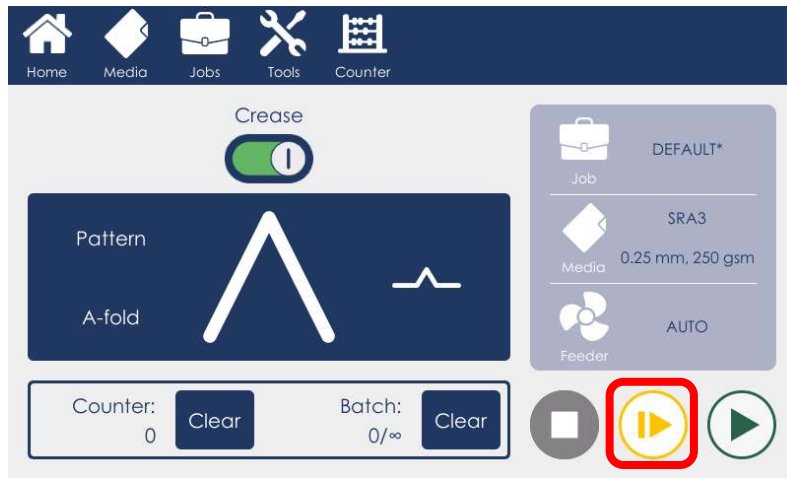 Home
Media
Jobs
Tools
Counter
Crease
Pattern
A-fold
Counter:
0
Clear
Batch:
0/∞
Clear
DEFAULT*
Job
SRA3
0.25 mm, 250 gsm
Media
AUTO
Feeder